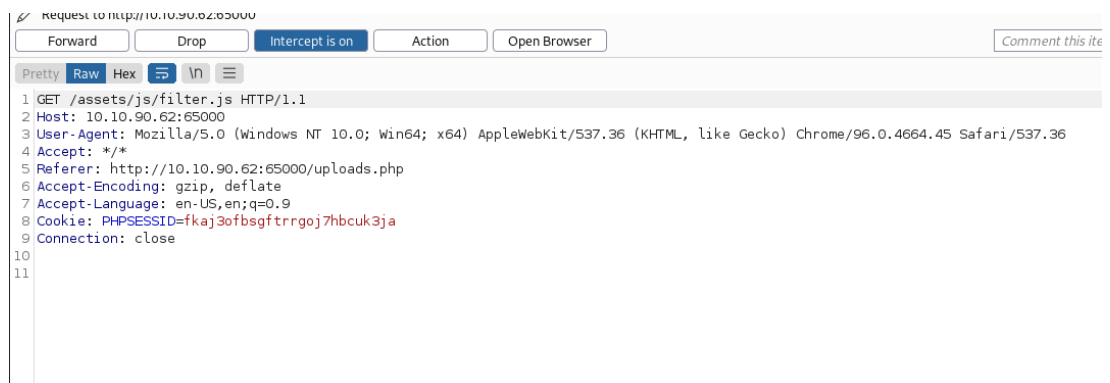 Request to http://10.10.90.62:65000
Forward Drop Intercept is on Action Open Browser Comment this ite
Pretty Raw Hex \n
1 GET /assets/js/filter.js HTTP/1.1
2 Host: 10.10.90.62:65000
3 User-Agent: Mozilla/5.0 (Windows NT 10.0; Win64; x64) AppleWebKit/537.36 (KHTML, like Gecko) Chrome/96.0.4664.45 Safari/537.36
4 Accept: */*
5 Referer: http://10.10.90.62:65000/uploads.php
6 Accept-Encoding: gzip, deflate
7 Accept-Language: en-US,en;q=0.9
8 Cookie: PHPSESSID=fkaj3ofbsgftrrgoj7hbcuk3ja
9 Connection: close
10
11